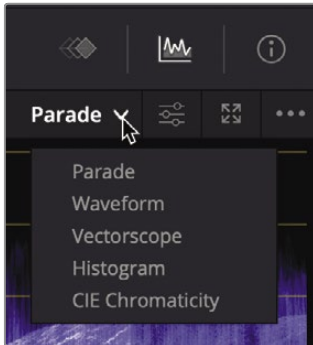 Parade
Parade
Waveform
Vectorscope
Histogram
CIE Chromaticity